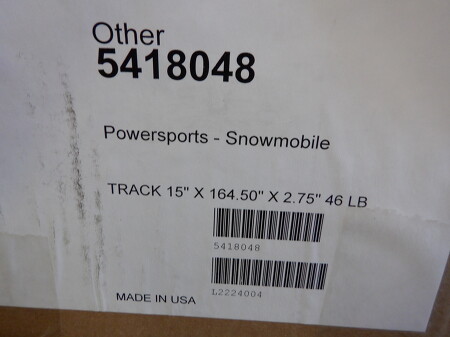 Other
5418048
Powersports - Snowmobile
TRACK 15" X 164.50" X 2.75" 46 LB
5418048
L2224004
MADE IN USA